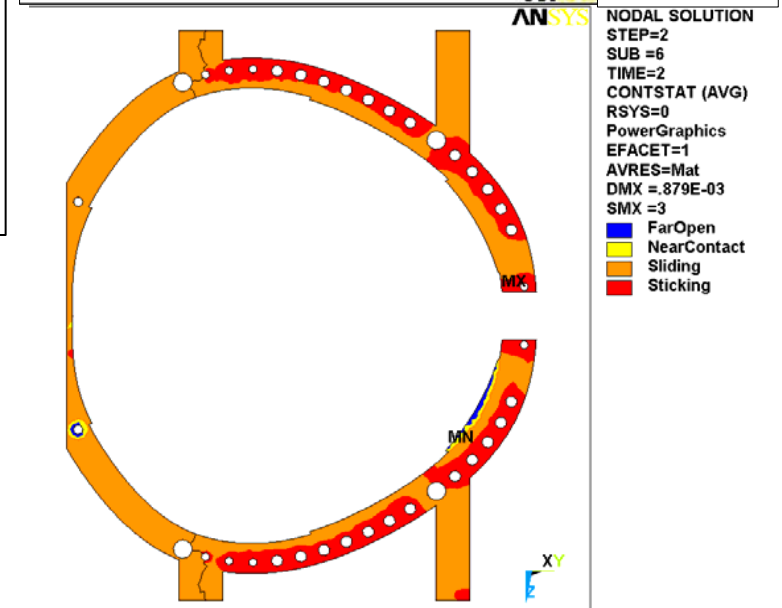 ANSYS
NODAL SOLUTION
STEP=2
SUB =6
TIME=2
CONTSTAT (AVG)
RSYS=0
PowerGraphics
EFACET=1
AVRES=Mat
DMX =.879E-03
SMX =3
FarOpen
NearContact
Sliding
Sticking
MX
MN
XY
Z